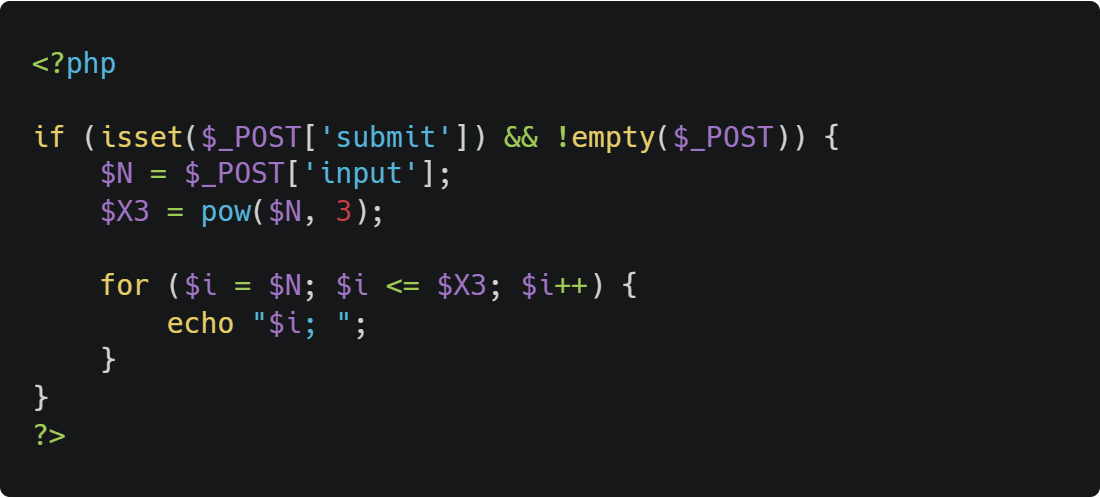 <?php
if (isset($_POST['submit']) && !empty($_POST)) {
    $N = $_POST['input'];
    $X3 = pow($N, 3);
    for ($i = $N; $i <= $X3; $i++) {
        echo "$i; ";
    }
}
?>